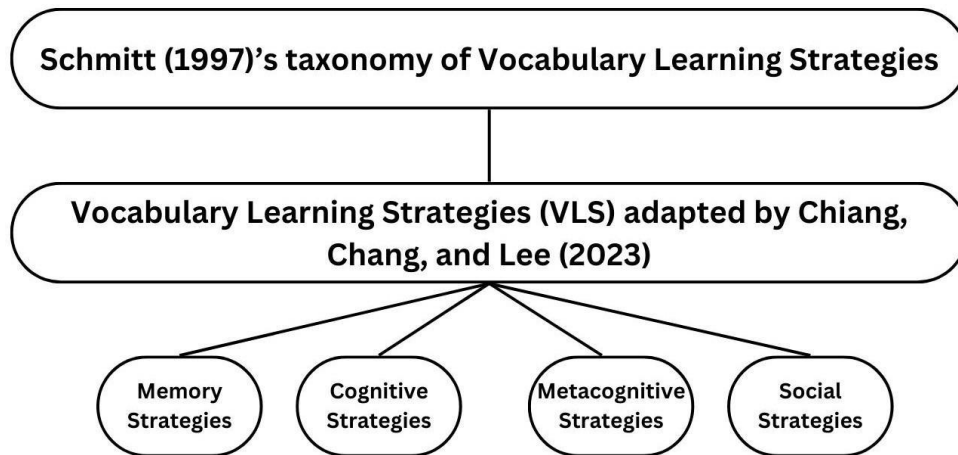 Schmitt (1997)’s taxonomy of Vocabulary Learning Strategies
Vocabulary Learning Strategies (VLS) adapted by Chiang,
Chang, and Lee (2023)
Memory
Strategies
Cognitive
Strategies
Metacognitive
Strategies
Social
Strategies